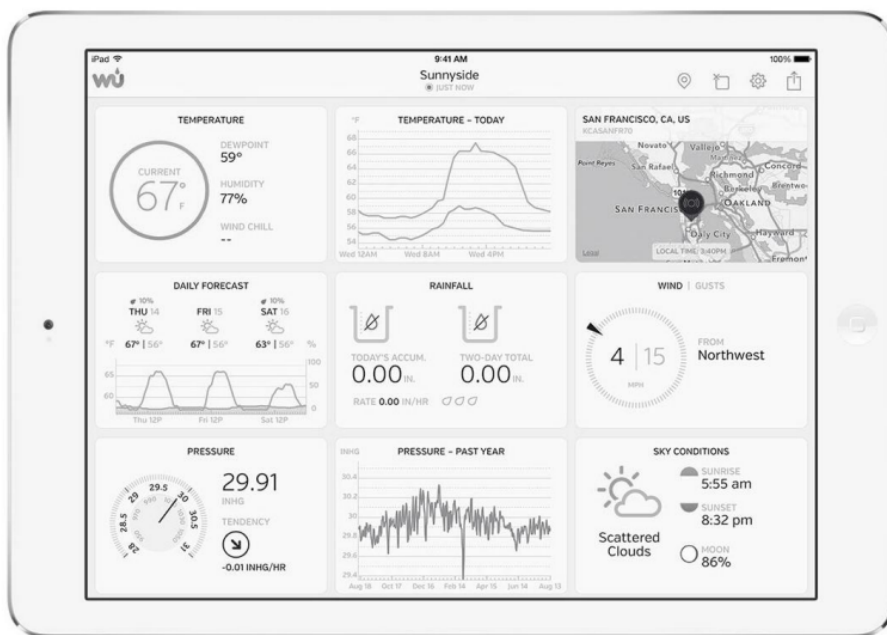 iPad
9:41 AM
100%
wu
Sunnyside
JUST NOW
TEMPERATURE
CURRENT
67°
F
DEWPOINT
59°
HUMIDITY
77%
WIND CHILL
--
TEMPERATURE – TODAY
°F
68
66
64
62
60
58
56
54
Wed 12AM Wed 8AM Wed 4PM
SAN FRANCISCO, CA, US
KCASANFR70
Novato
Vallejo
Martinez
Point Reyes
San Rafael
Concord
Richmond
Berkeley
Brentwo
101
SAN FRANCIS
OAKLAND
Daly City
Hayward
LOCAL TIME: 2:40PM
Fremont
Legal
DAILY FORECAST
10% 10%
THU 14 FRI 15 SAT 16
°F 67° | 56° 67° | 56° 63° | 56° %
100
65
50
60
0
Thu 12P Fri 12P Sat 12P
RAINFALL
TODAY'S ACCUM.
0.00 IN.
TWO-DAY TOTAL
0.00 IN.
RATE 0.00 IN/HR
WIND | GUSTS
4 | 15
MPH
FROM
Northwest
PRESSURE
28
28.5
29
29.5
30
30.5
31
29.91
INHG
TENDENCY
-0.01 INHG/HR
PRESSURE – PAST YEAR
INHG
30.4
30.2
30
29.8
29.6
29.4
Aug 18 Oct 17 Dec 16 Feb 14 Apr 15 Jun 14 Aug 13
SKY CONDITIONS
Scattered
Clouds
SUNRISE
5:55 am
SUNSET
8:32 pm
MOON
86%